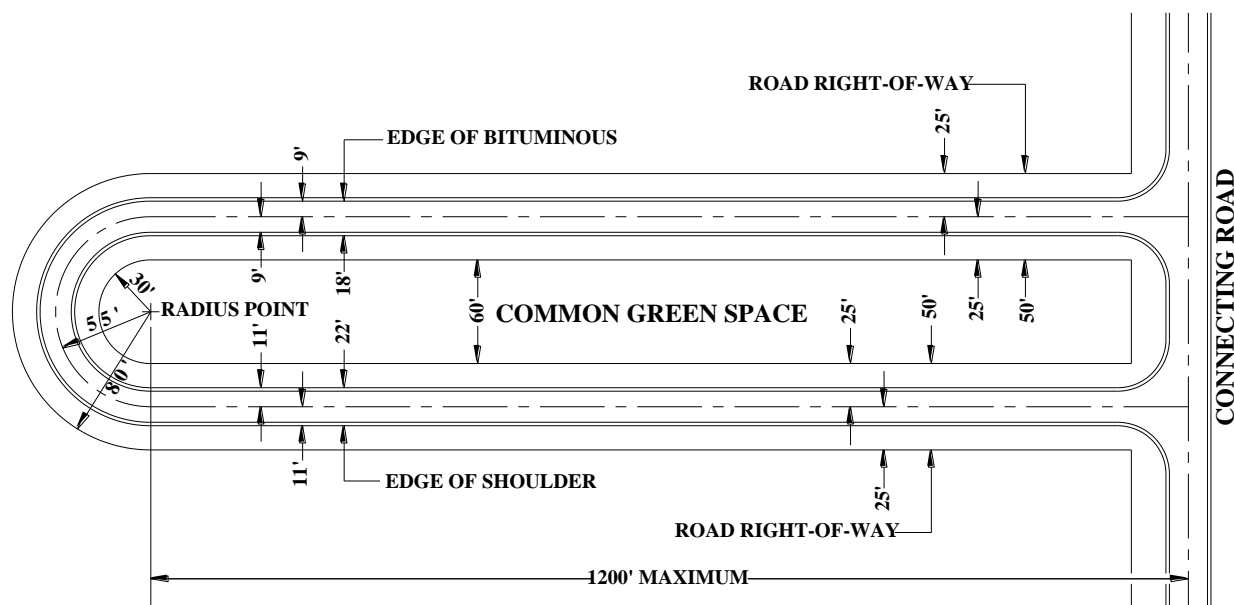 ROAD RIGHT-OF-WAY
25'
EDGE OF BITUMINOUS
9'
CONNECTING ROAD
30'
9'
18'
RADIUS POINT
60'
COMMON GREEN SPACE
25'
50'
25'
50'
55'
11'
22'
80'
11'
EDGE OF SHOULDER
25'
ROAD RIGHT-OF-WAY
1200' MAXIMUM